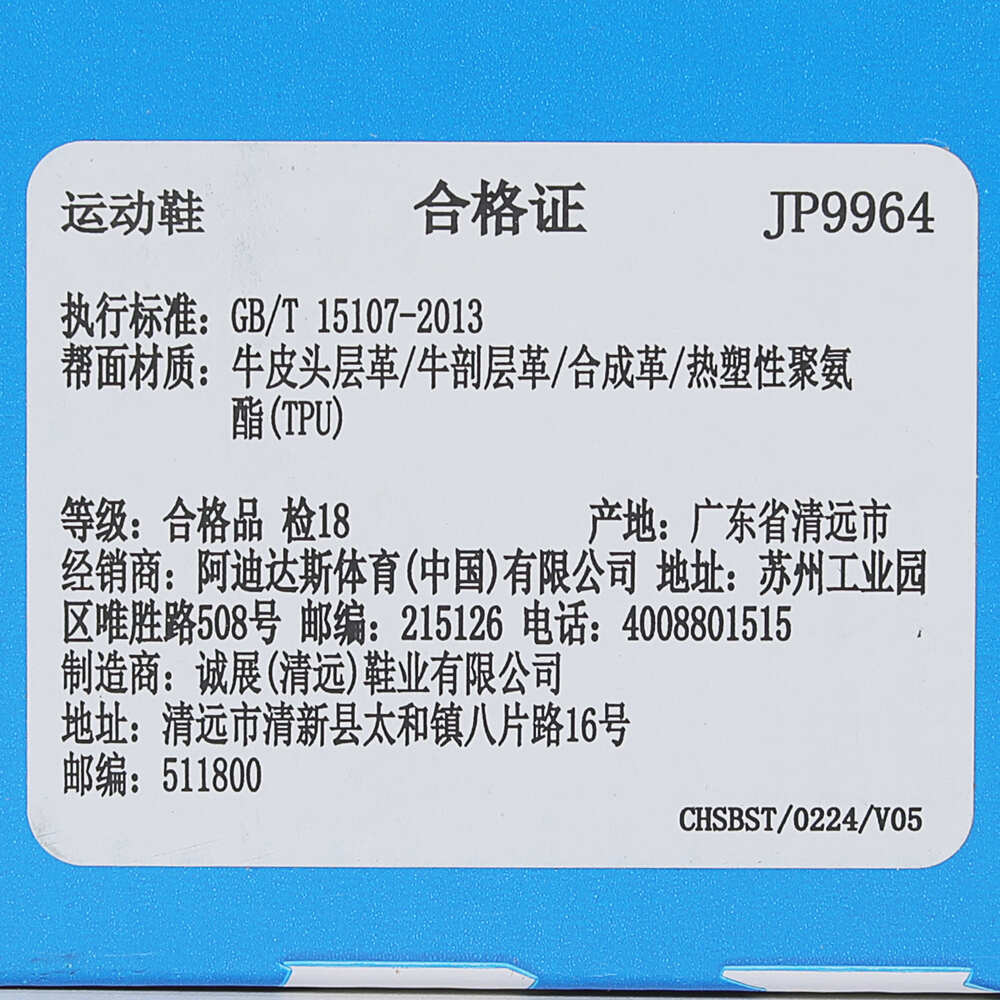 运动鞋 合格证 JP9964
执行标准：GB/T 15107-2013
帮面材质：牛皮头层革/牛剖层革/合成革/热塑性聚氨
酯(TPU)
等级：合格品 检18 产地：广东省清远市
经销商：阿迪达斯体育(中国)有限公司 地址：苏州工业园
区唯胜路508号 邮编：215126 电话：4008801515
制造商：诚展(清远)鞋业有限公司
地址：清远市清新县太和镇八片路16号
邮编：511800
CHSBST/0224/V05